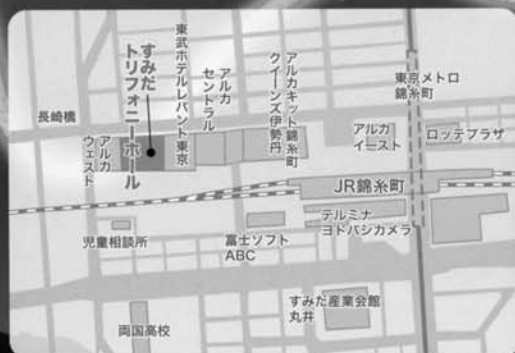 長崎橋
アルカ
ウェスト
すみだ
トリフォニーホール
東武ホテルレバント東京
アルカ
セントラル
アルカキット錦糸町
クイーンズ伊勢丹
アルカ
イースト
東京メトロ
錦糸町
ロッテプラザ
JR錦糸町
児童相談所
富士ソフト
ABC
テルミナ
ヨドバシカメラ
両国高校
すみだ産業会館
丸井